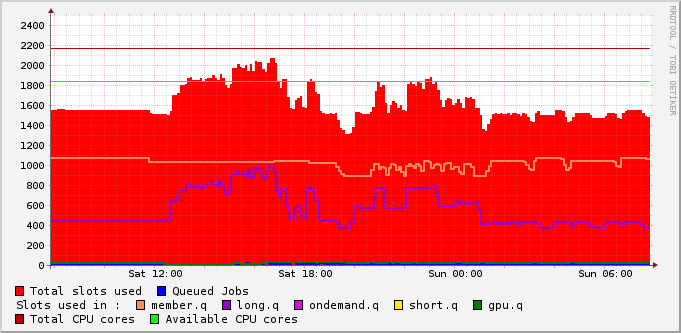 RRDTOOL / TOBI OETIKER
2400
2200
2000
1800
1600
1400
1200
1000
800
600
400
200
0
Sat 12:00 Sat 18:00 Sun 00:00 Sun 06:00
Total slots used Queued Jobs
Slots used in : member.q long.q ondemand.q short.q gpu.q
Total CPU cores Available CPU cores